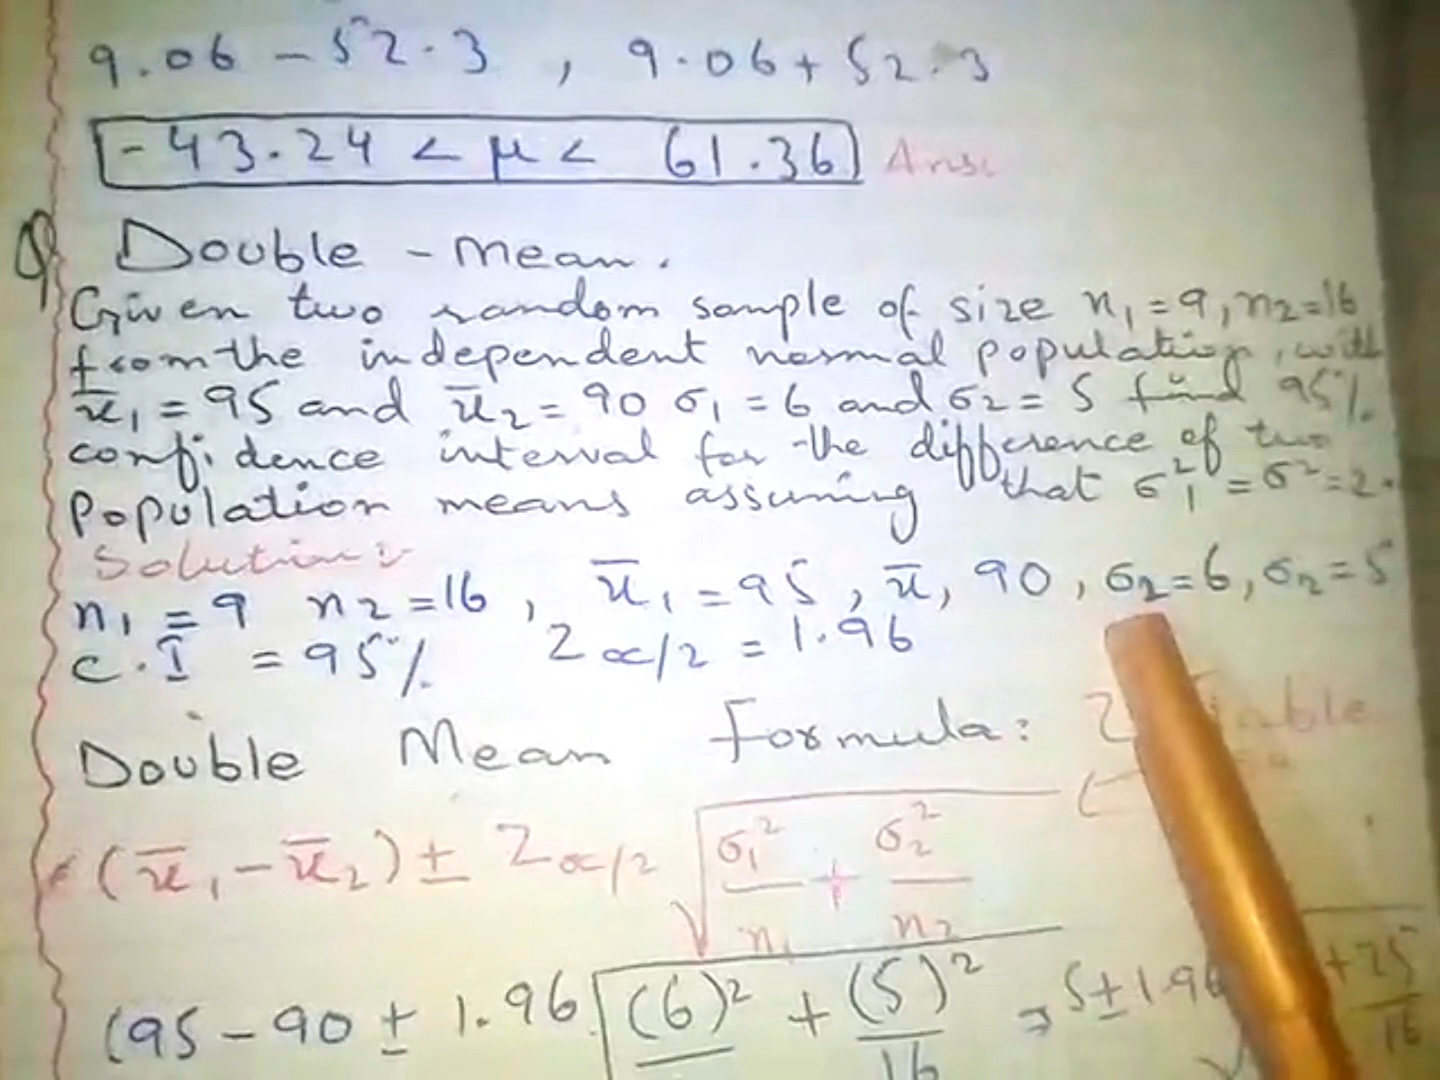 9.06 - 52.3 , 9.06 + 52.3
-43.24 < μ < 61.36 Ans:
Q Double - mean.
Given two random sample of size n₁ = 9, n₂ = 16
from the independent normal population, with
x̄₁ = 95 and x̄₂ = 90 σ₁ = 6 and σ₂ = 5 find 95%
confidence interval for the difference of two
Population means assuming that σ₁² = σ² = 2.
Solution:
n₁ = 9 n₂ = 16 , x̄₁ = 95 , x̄, 90 , σ₂ = 6, σ₂ = 5
C.I = 95% Zα/2 = 1.96
Double Mean Formula:
(x̄₁ - x̄₂) ± Zα/2 √ σ₁²/n₁ + σ₂²/n₂
(95 - 90 ± 1.96 √ (6)² + (5)²/16 ⇒ 5 ± 1.96 √ + 25/16